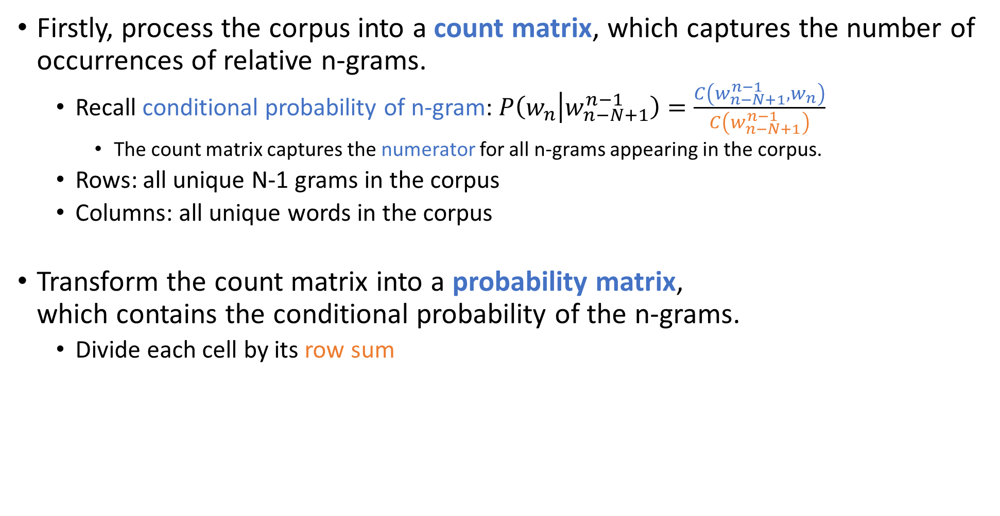 • Firstly, process the corpus into a count matrix, which captures the number of
occurrences of relative n-grams.
• Recall conditional probability of n-gram: $P(w_n|w_{n-N+1}^{n-1}) = \frac{C(w_{n-N+1}^{n-1}, w_n)}{C(w_{n-N+1}^{n-1})}$
• The count matrix captures the numerator for all n-grams appearing in the corpus.
• Rows: all unique N-1 grams in the corpus
• Columns: all unique words in the corpus
• Transform the count matrix into a probability matrix,
which contains the conditional probability of the n-grams.
• Divide each cell by its row sum